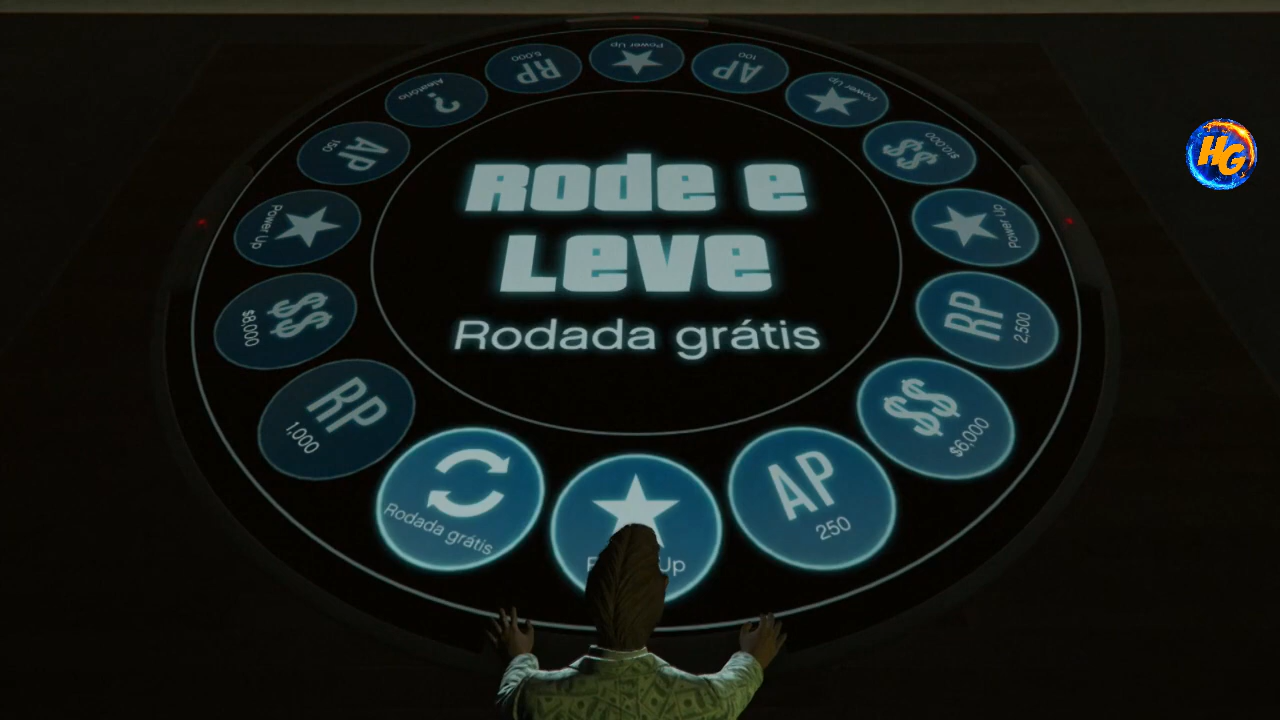 Rode e
Leve
Rodada grátis
Power Up
AP
100
Power Up
$$
$10,000
Power Up
RP
2,500
$$
$6,000
AP
250
Up
Rodada grátis
RP
1,000
$$
$8,000
Power Up
AP
150
?
Aleatório
RP
5,000
HG